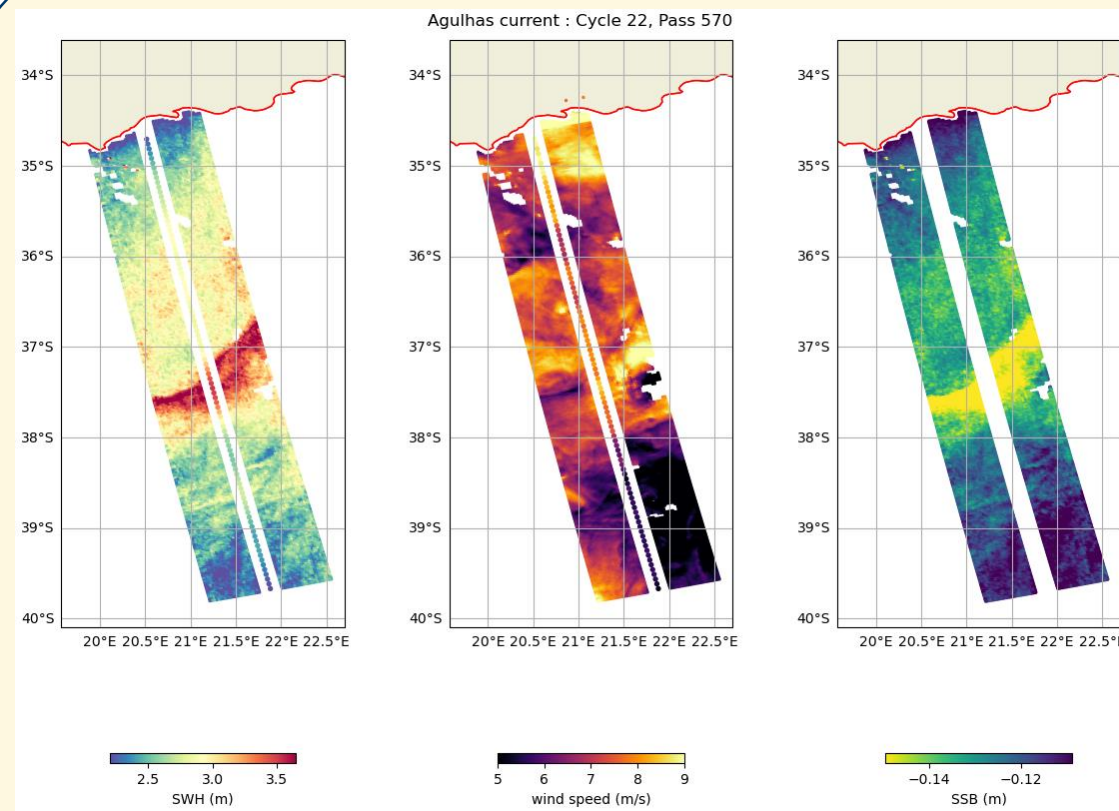 Agulhas current : Cycle 22, Pass 570
34°S
35°S
36°S
37°S
38°S
39°S
40°S
20°E 20.5°E 21°E 21.5°E 22°E 22.5°E
34°S
35°S
36°S
37°S
38°S
39°S
40°S
20°E 20.5°E 21°E 21.5°E 22°E 22.5°E
34°S
35°S
36°S
37°S
38°S
39°S
40°S
20°E 20.5°E 21°E 21.5°E 22°E 22.5°
2.5 3.0 3.5
SWH (m)
5 6 7 8 9
wind speed (m/s)
−0.14 −0.12
SSB (m)